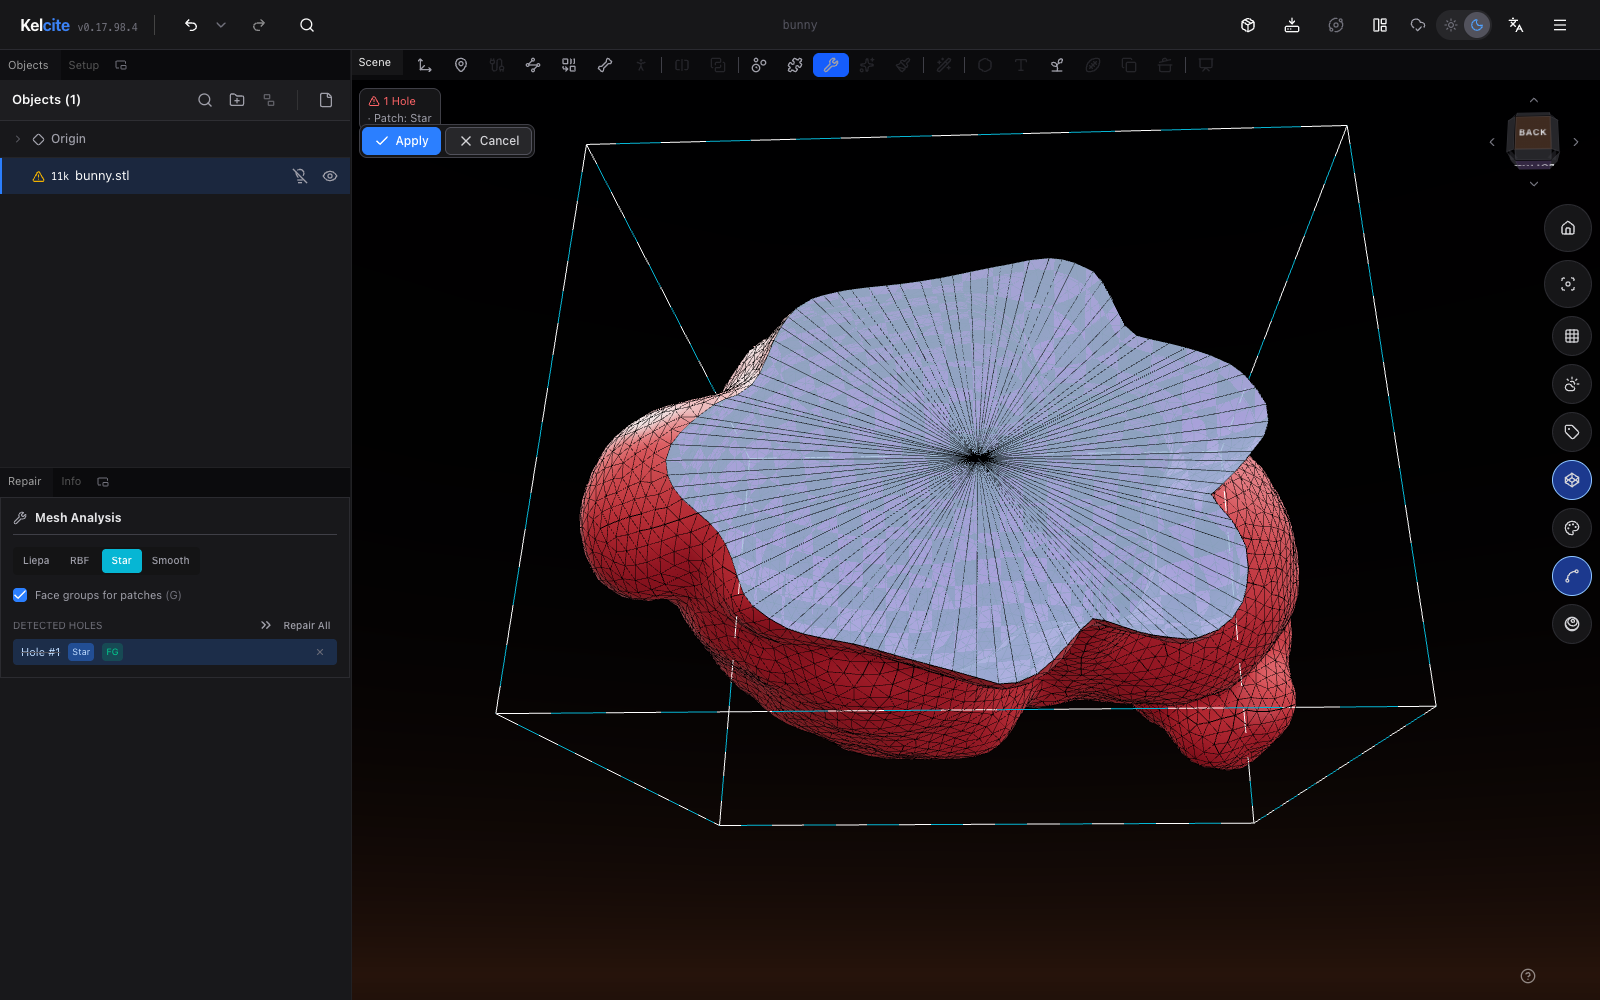 Kelcite v0.17.98.4
bunny
Objects Setup
Scene
Objects (1)
Origin
11k bunny.stl
1 Hole
· Patch: Star
Apply Cancel
BACK
Repair Info
Mesh Analysis
Liepa RBF Star Smooth
Face groups for patches (G)
DETECTED HOLES Repair All
Hole #1 Star FG